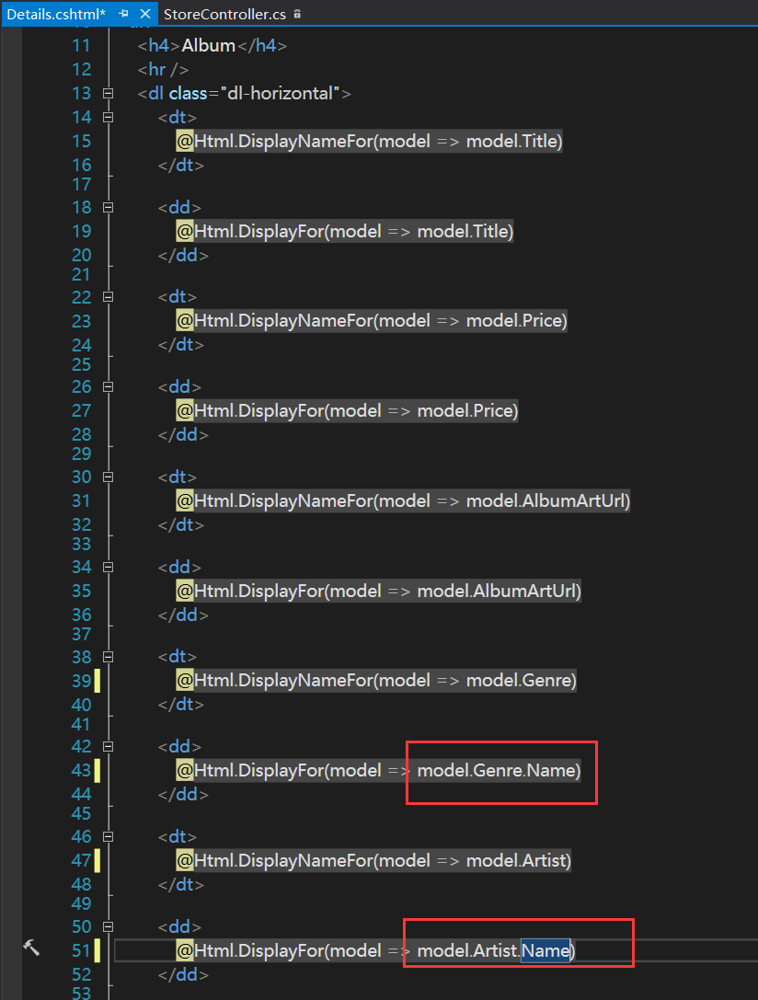 Details.cshtml* StoreController.cs
11 <h4>Album</h4>
12 <hr />
13 <dl class="dl-horizontal">
14 <dt>
15 @Html.DisplayNameFor(model => model.Title)
16 </dt>
17
18 <dd>
19 @Html.DisplayFor(model => model.Title)
20 </dd>
21
22 <dt>
23 @Html.DisplayNameFor(model => model.Price)
24 </dt>
25
26 <dd>
27 @Html.DisplayFor(model => model.Price)
28 </dd>
29
30 <dt>
31 @Html.DisplayNameFor(model => model.AlbumArtUrl)
32 </dt>
33
34 <dd>
35 @Html.DisplayFor(model => model.AlbumArtUrl)
36 </dd>
37
38 <dt>
39 @Html.DisplayNameFor(model => model.Genre)
40 </dt>
41
42 <dd>
43 @Html.DisplayFor(model => model.Genre.Name)
44 </dd>
45
46 <dt>
47 @Html.DisplayNameFor(model => model.Artist)
48 </dt>
49
50 <dd>
51 @Html.DisplayFor(model => model.Artist.Name)
52 </dd>
53